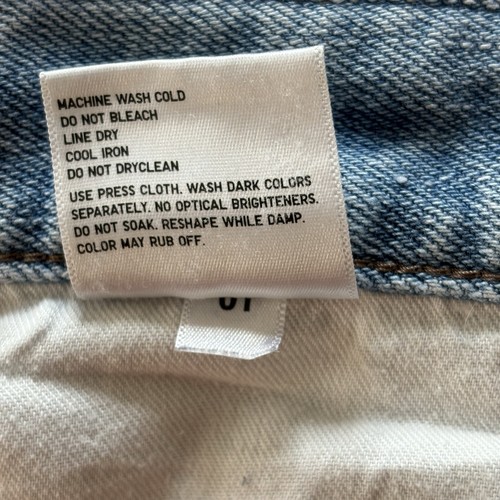 MACHINE WASH COLD
DO NOT BLEACH
LINE DRY
COOL IRON
DO NOT DRYCLEAN
USE PRESS CLOTH. WASH DARK COLORS
SEPARATELY. NO OPTICAL BRIGHTENERS.
DO NOT SOAK. RESHAPE WHILE DAMP.
COLOR MAY RUB OFF.